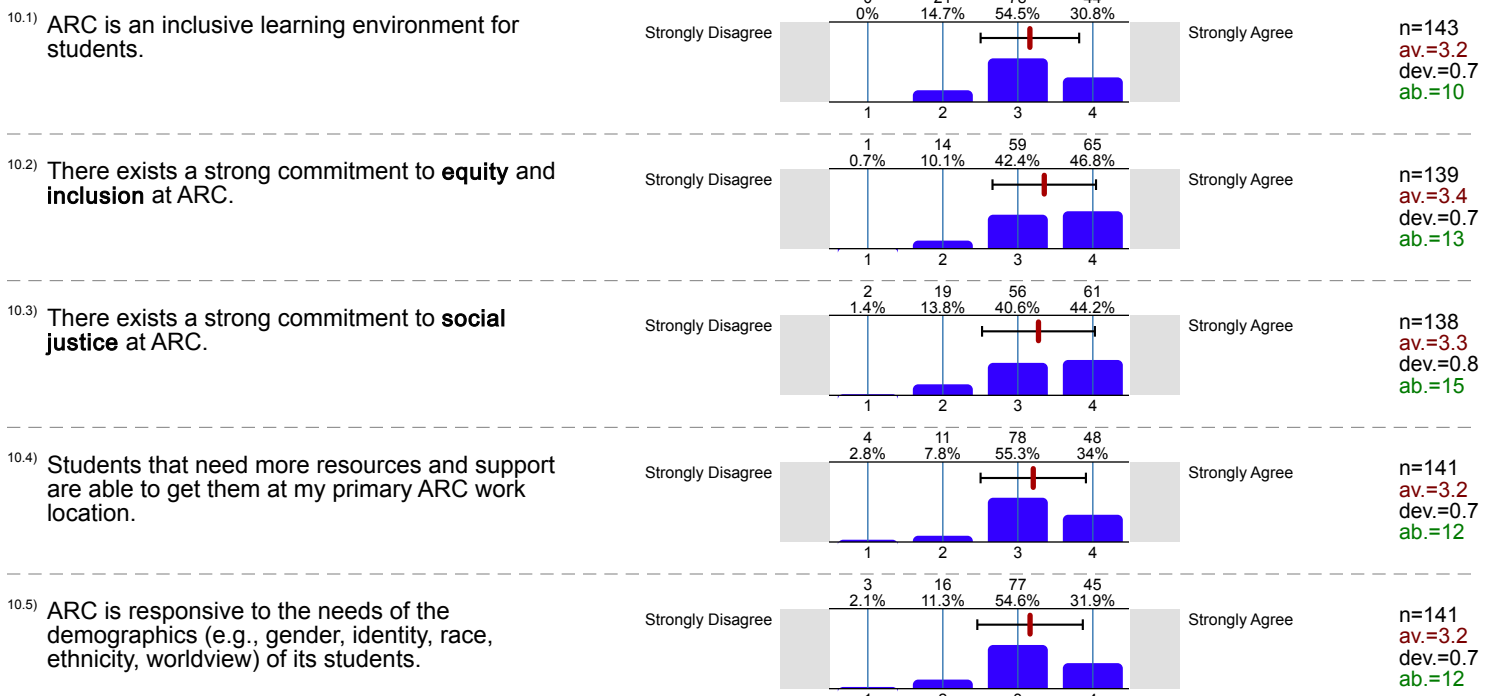 0 21 78 44
0% 14.7% 54.5% 30.8%
10.1) ARC is an inclusive learning environment for
students.
Strongly Disagree
Strongly Agree
n=143
av.=3.2
dev.=0.7
ab.=10
1 2 3 4
1 14 59 65
0.7% 10.1% 42.4% 46.8%
10.2) There exists a strong commitment to equity and
inclusion at ARC.
Strongly Disagree
Strongly Agree
n=139
av.=3.4
dev.=0.7
ab.=13
1 2 3 4
2 19 56 61
1.4% 13.8% 40.6% 44.2%
10.3) There exists a strong commitment to social
justice at ARC.
Strongly Disagree
Strongly Agree
n=138
av.=3.3
dev.=0.8
ab.=15
1 2 3 4
4 11 78 48
2.8% 7.8% 55.3% 34%
10.4) Students that need more resources and support
are able to get them at my primary ARC work
location.
Strongly Disagree
Strongly Agree
n=141
av.=3.2
dev.=0.7
ab.=12
1 2 3 4
3 16 77 45
2.1% 11.3% 54.6% 31.9%
10.5) ARC is responsive to the needs of the
demographics (e.g., gender, identity, race,
ethnicity, worldview) of its students.
Strongly Disagree
Strongly Agree
n=141
av.=3.2
dev.=0.7
ab.=12